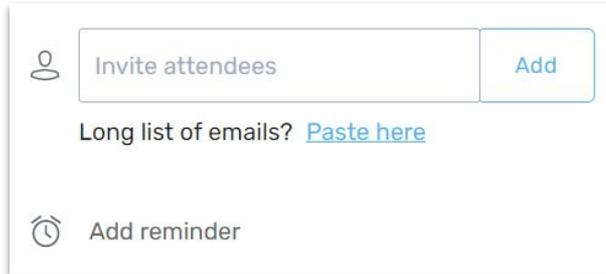 Invite attendees Add
Long list of emails? Paste here
Add reminder